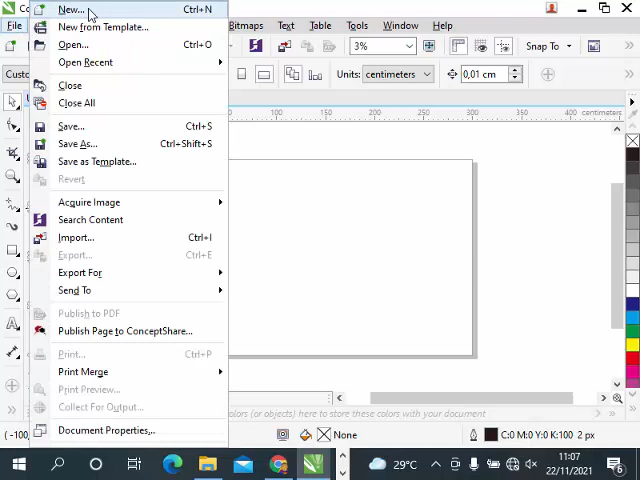 File
Bitmaps Text Table Tools Window Help
New... Ctrl+N
New from Template...
3%
Snap To
Open... Ctrl+O
Open Recent
Units: centimeters 0,01 cm
Close
Close All
100 150 200 250 300 350 400 centimeters
Save... Ctrl+S
Save As... Ctrl+Shift+S
Save as Template...
Revert
Acquire Image
Search Content
Import... Ctrl+I
Export... Ctrl+E
Export For
Send To
Publish to PDF
Publish Page to ConceptShare...
Print... Ctrl+P
Print Merge
Print Preview...
Collect For Output...
colors (or objects) here to store these colors with your document
Document Properties...
(-100,
None
C:0 M:0 Y:0 K:100 2 px
29°C
11:07
22/11/2021